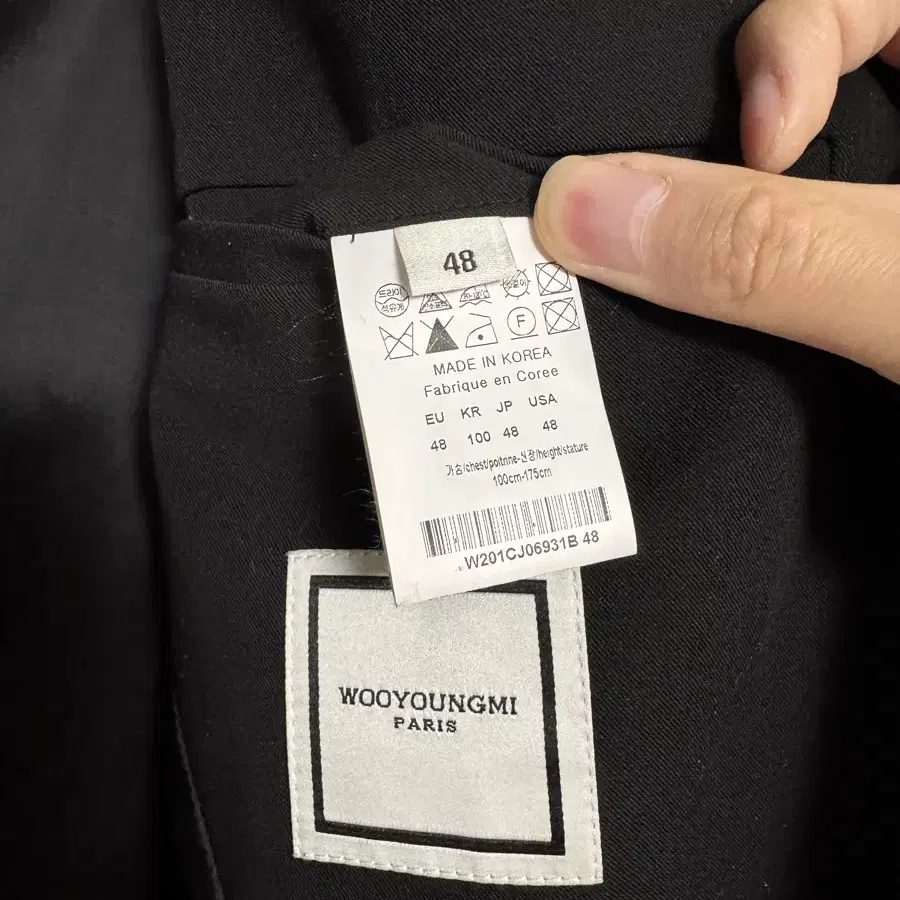 48
드라이
석유계
F
MADE IN KOREA
Fabrique en Coree
EU KR JP USA
48 100 48 48
가슴/chest/poitrine-신장/height/stature
100cm-175cm
W201CJ06931B 48
WOOYOUNGMI
PARIS